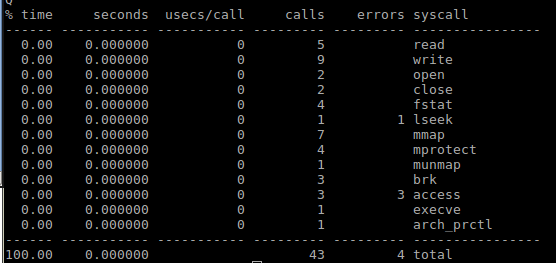 % time     seconds  usecs/call     calls    errors syscall
------ ----------- ----------- --------- --------- ----------------
  0.00    0.000000           0         5           read
  0.00    0.000000           0         9           write
  0.00    0.000000           0         2           open
  0.00    0.000000           0         2           close
  0.00    0.000000           0         4           fstat
  0.00    0.000000           0         1         1 lseek
  0.00    0.000000           0         7           mmap
  0.00    0.000000           0         4           mprotect
  0.00    0.000000           0         1           munmap
  0.00    0.000000           0         3           brk
  0.00    0.000000           0         3         3 access
  0.00    0.000000           0         1           execve
  0.00    0.000000           0         1           arch_prctl
------ ----------- ----------- --------- --------- ----------------
100.00    0.000000                    43         4 total